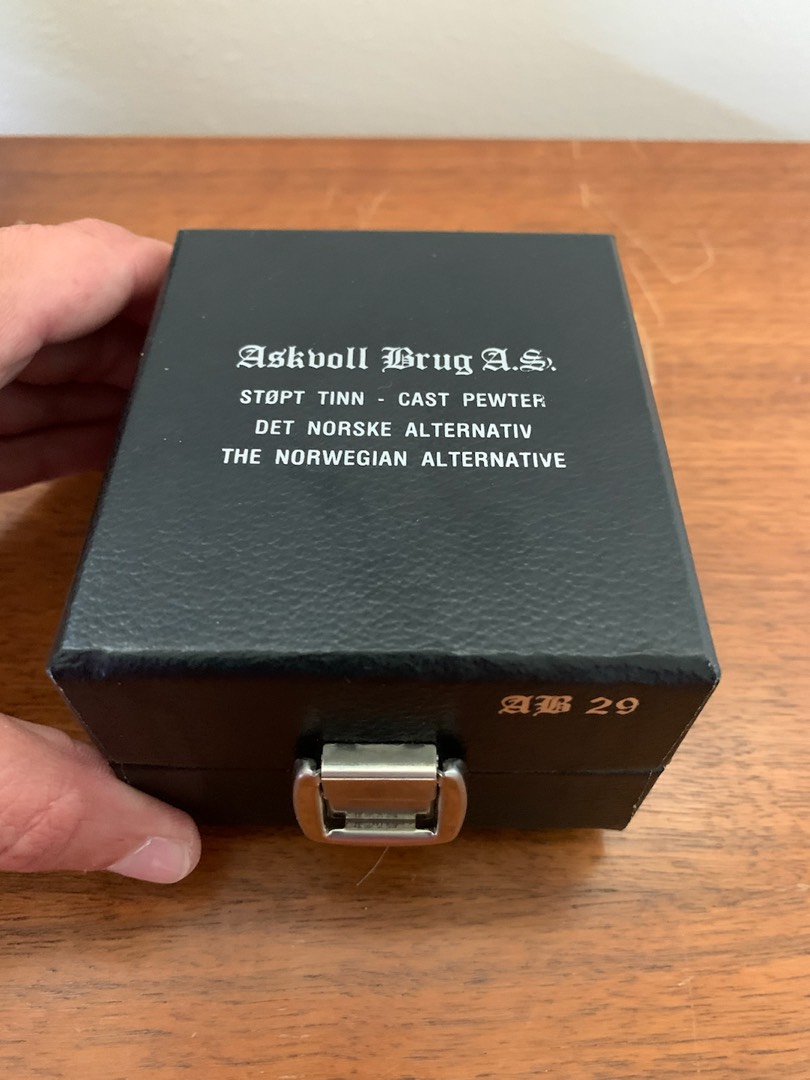 Askvoll Brug A.S.
STØPT TINN - CAST PEWTER
DET NORSKE ALTERNATIV
THE NORWEGIAN ALTERNATIVE
AB 29